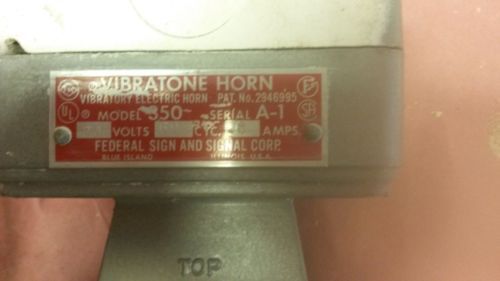 VIBRATONE HORN
VIBRATORY ELECTRIC HORN PAT. No. 2946995
UL MODEL 350 SERIAL A-1
VOLTS CYC. AMPS.
FEDERAL SIGN AND SIGNAL CORP.
BLUE ISLAND ILLINOIS, U.S.A.
TOP